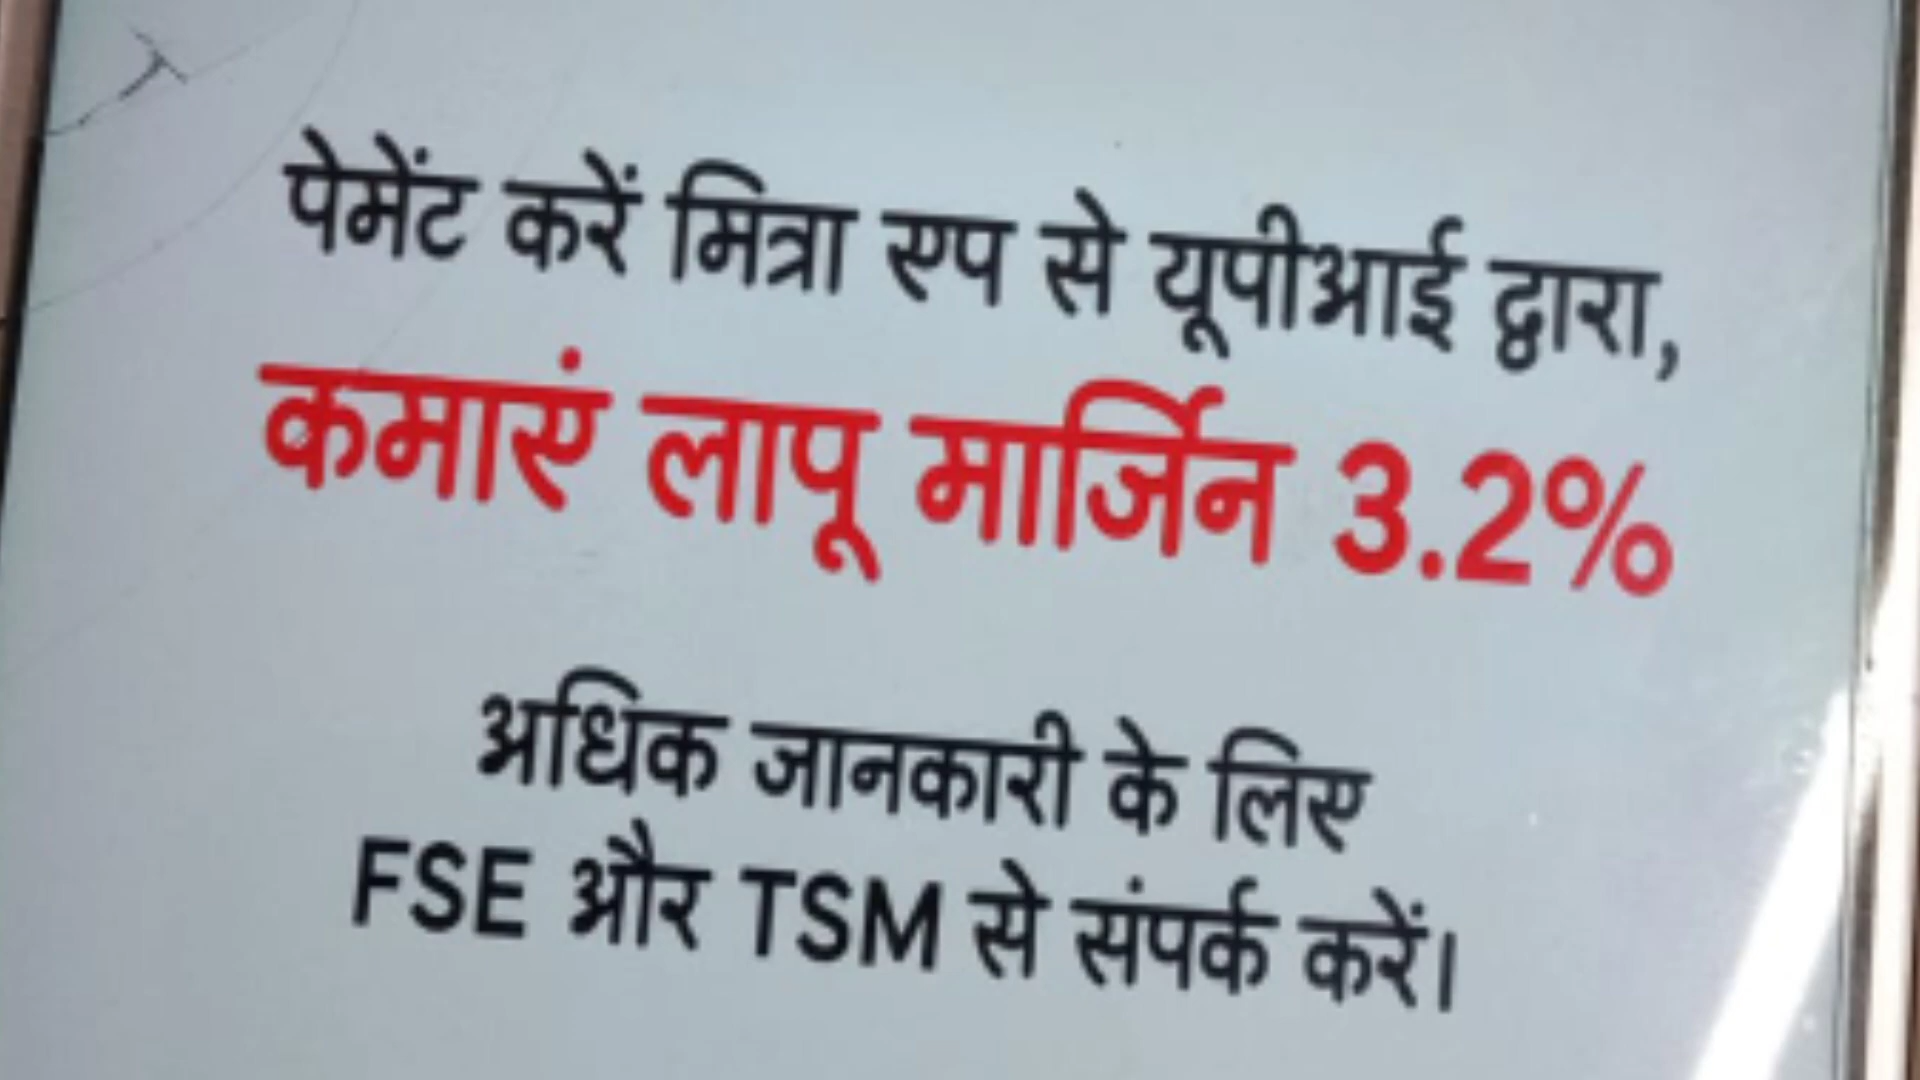 पेमेंट करें मित्रा एप से यूपीआई द्वारा,
कमाएं लापू मार्जिन 3.2%
अधिक जानकारी के लिए
FSE और TSM से संपर्क करें।